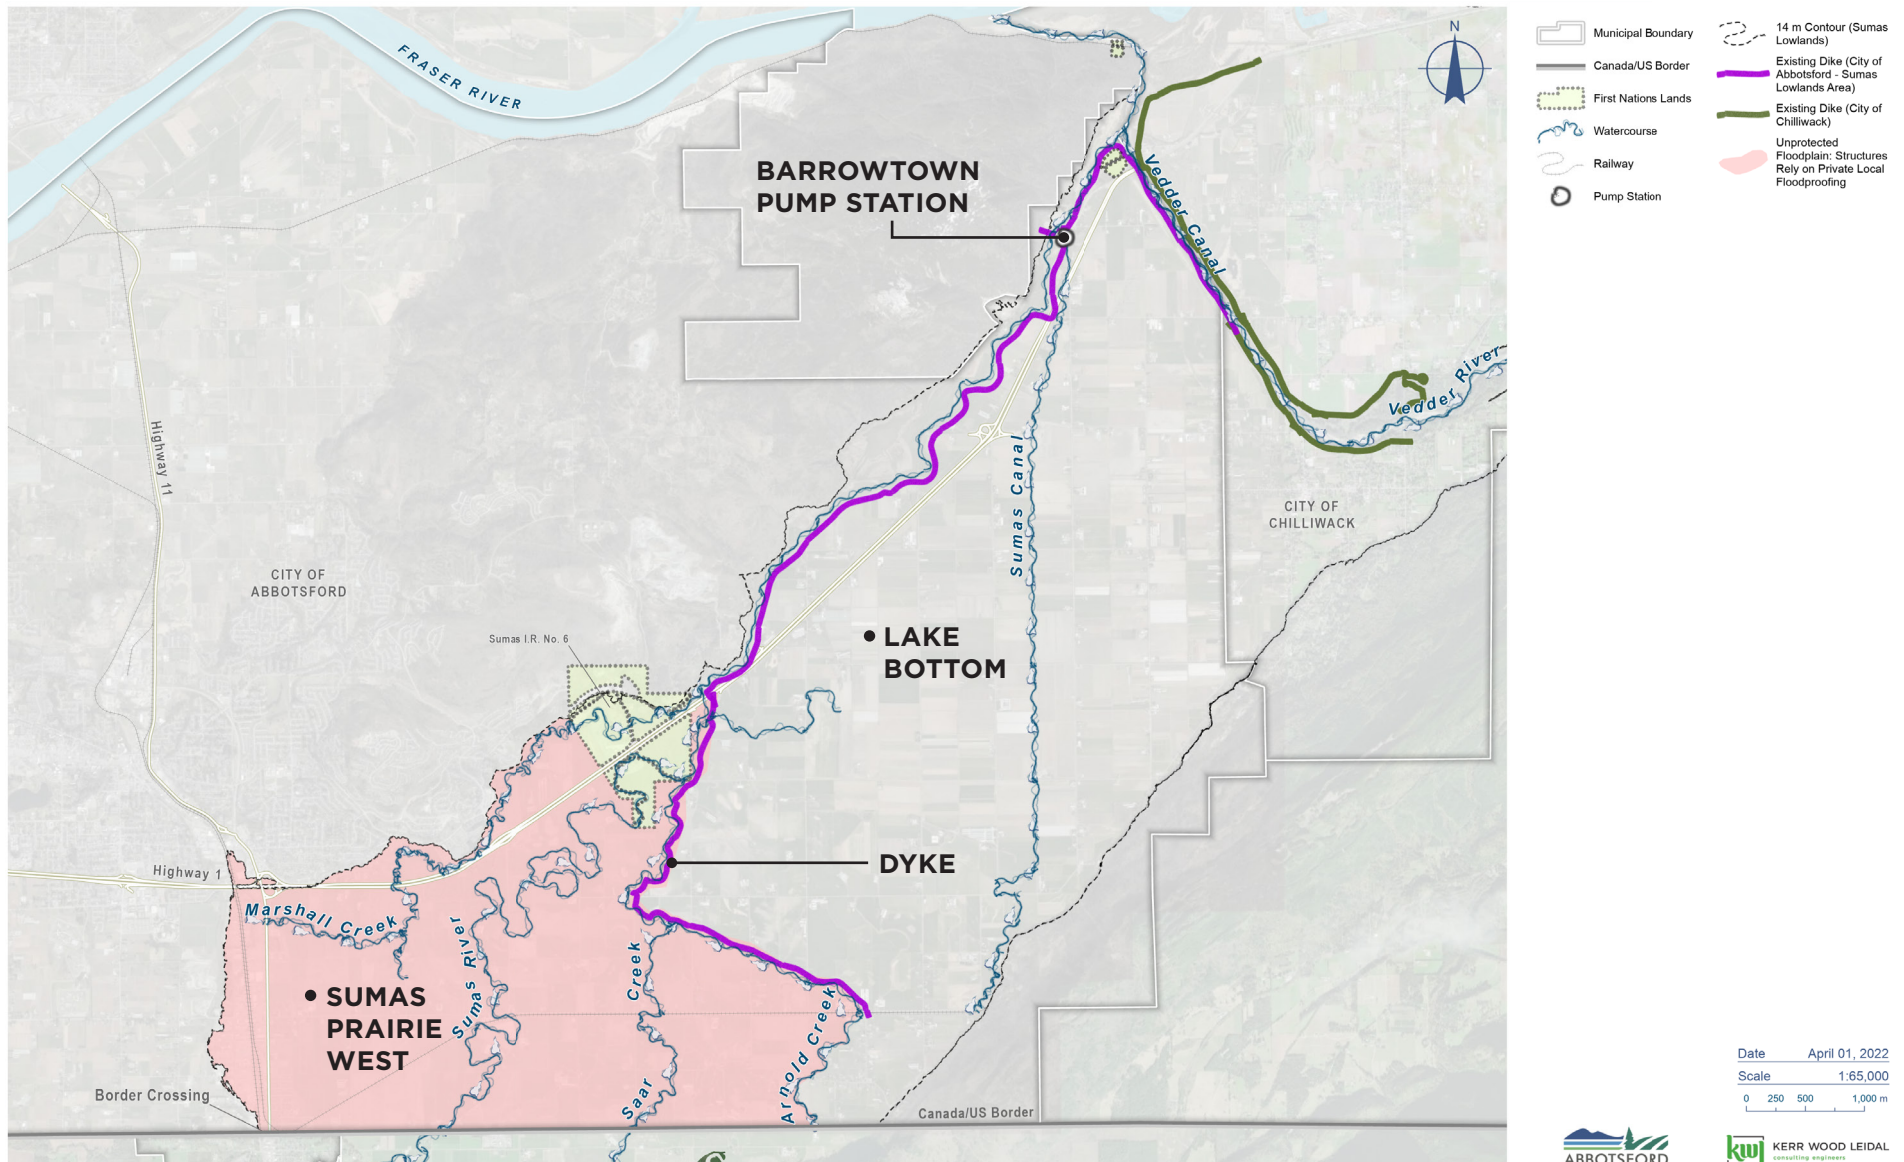 FRASER RIVER
N
BARROWTOWN
PUMP STATION
Vedder Canal
Vedder River
Highway 11
Sumas Canal
CITY OF
CHILLIWACK
CITY OF
ABBOTSFORD
Sumas I.R. No. 6
LAKE
BOTTOM
Highway 1
DYKE
Marshall Creek
Sumas River
Saar Creek
Arnold Creek
SUMAS
PRAIRIE
WEST
Border Crossing
Canada/US Border
Municipal Boundary
Canada/US Border
First Nations Lands
Watercourse
Railway
Pump Station
14 m Contour (Sumas
Lowlands)
Existing Dike (City of
Abbotsford - Sumas
Lowlands Area)
Existing Dike (City of
Chilliwack)
Unprotected
Floodplain: Structures
Rely on Private Local
Floodproofing
Date April 01, 2022
Scale 1:65,000
0 250 500 1,000 m
ABBOTSFORD
kwl KERR WOOD LEIDAL
consulting engineers